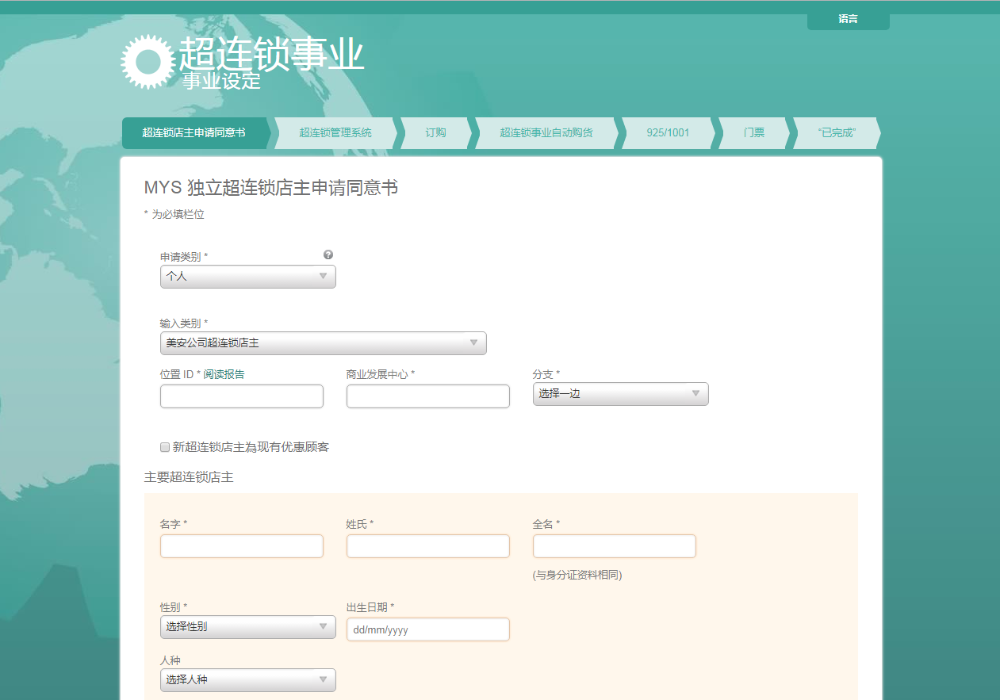 语言
超连锁事业
事业设定
超连锁店主申请同意书 超连锁管理系统 订购 超连锁事业自动购货 925/1001 门票 “已完成”
MYS 独立超连锁店主申请同意书
* 为必填栏位
申请类别 *
个人
输入类别 *
美安公司超连锁店主
位置 ID * 阅读报告 商业发展中心 * 分支 *
选择一边
新超连锁店主為现有优惠顾客
主要超连锁店主
名字 * 姓氏 * 全名 *
(与身分证资料相同)
性别 * 出生日期 *
选择性别 dd/mm/yyyy
人种
选择人种